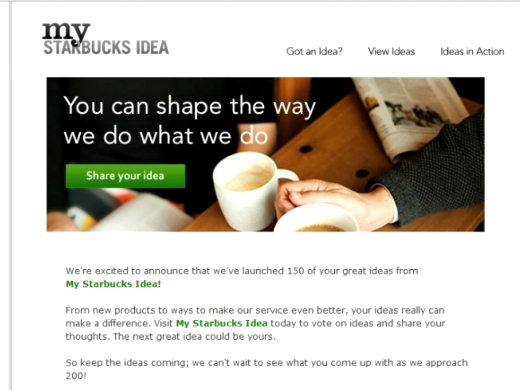 my
STARBUCKS IDEA
Got an Idea? View Ideas Ideas in Action
You can shape the way
we do what we do
Share your idea
We're excited to announce that we've launched 150 of your great ideas from
My Starbucks Idea!
From new products to ways to make our service even better, your ideas really can
make a difference. Visit My Starbucks Idea today to vote on ideas and share your
thoughts. The next great idea could be yours.
So keep the ideas coming; we can't wait to see what you come up with as we approach
200!